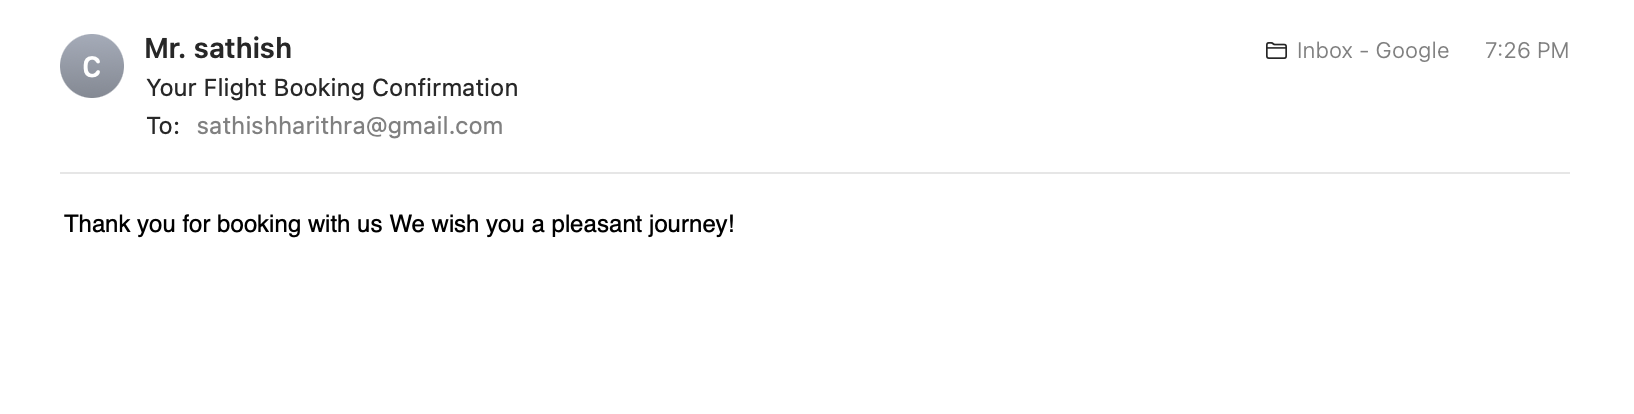 C
Mr. sathish
Inbox - Google 7:26 PM
Your Flight Booking Confirmation
To: sathishharithra@gmail.com
Thank you for booking with us We wish you a pleasant journey!